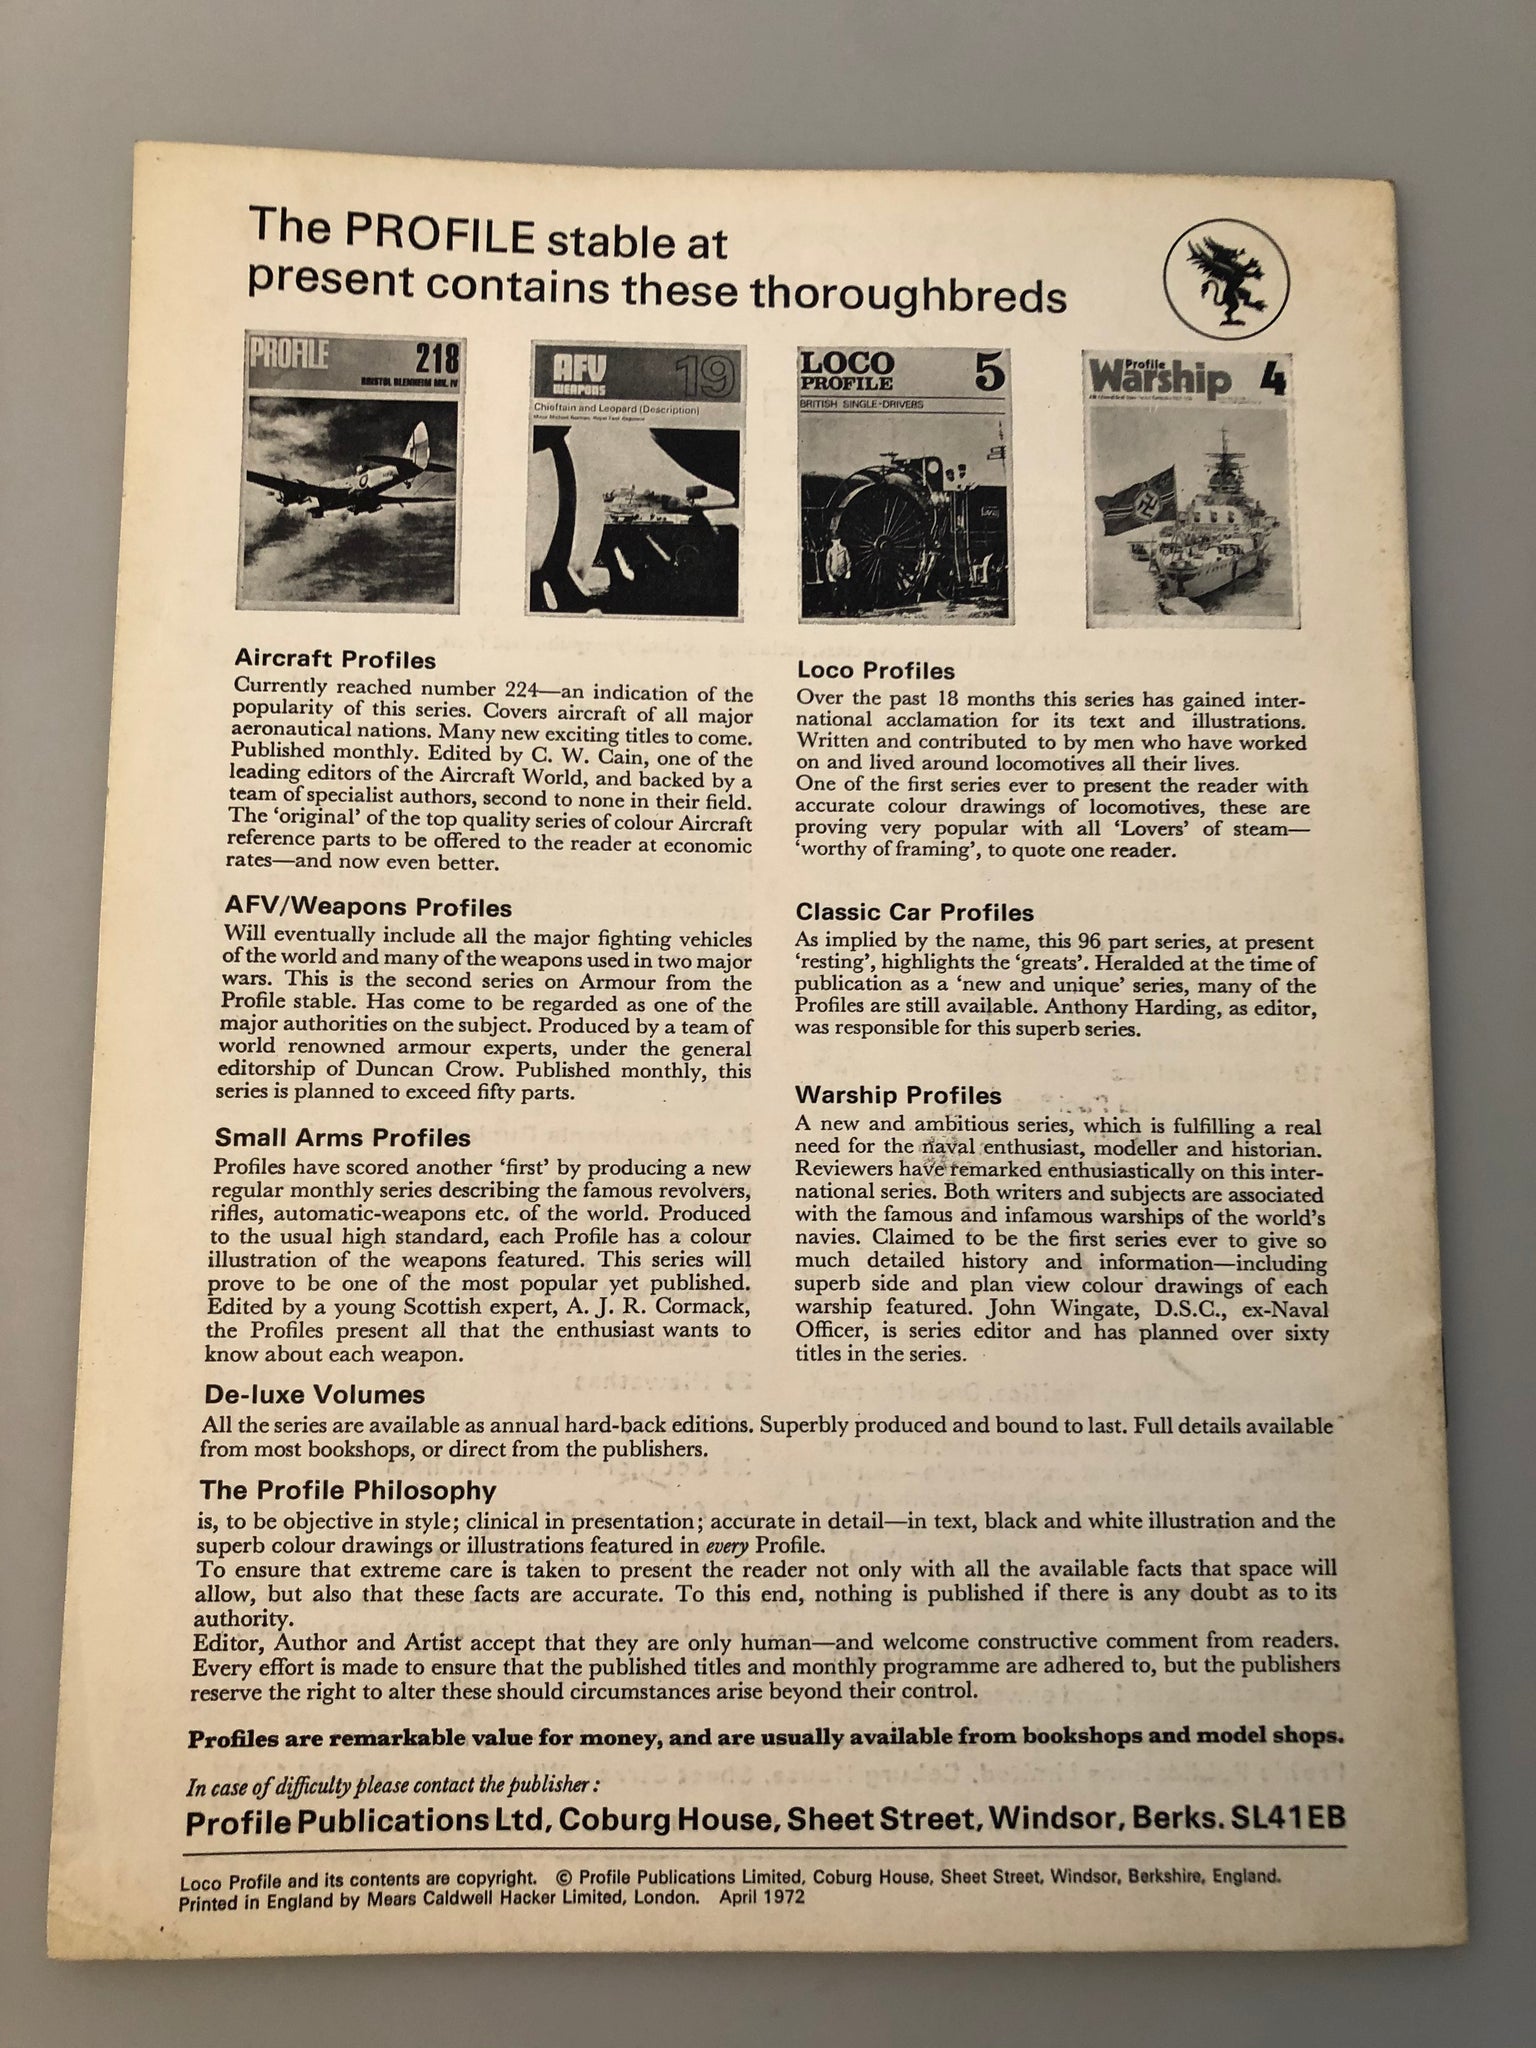 The PROFILE stable at
present contains these thoroughbreds
PROFILE 218
BRISTOL BLENHEIM MK. IV
AFV 19
WEAPONS
Chieftain and Leopard (Description)
LOCO 5
PROFILE
BRITISH SINGLE-DRIVERS
Profile
Warship 4
Aircraft Profiles
Currently reached number 224—an indication of the
popularity of this series. Covers aircraft of all major
aeronautical nations. Many new exciting titles to come.
Published monthly. Edited by C. W. Cain, one of the
leading editors of the Aircraft World, and backed by a
team of specialist authors, second to none in their field.
The ‘original’ of the top quality series of colour Aircraft
reference parts to be offered to the reader at economic
rates—and now even better.
AFV/Weapons Profiles
Will eventually include all the major fighting vehicles
of the world and many of the weapons used in two major
wars. This is the second series on Armour from the
Profile stable. Has come to be regarded as one of the
major authorities on the subject. Produced by a team of
world renowned armour experts, under the general
editorship of Duncan Crow. Published monthly, this
series is planned to exceed fifty parts.
Small Arms Profiles
Profiles have scored another ‘first’ by producing a new
regular monthly series describing the famous revolvers,
rifles, automatic-weapons etc. of the world. Produced
to the usual high standard, each Profile has a colour
illustration of the weapons featured. This series will
prove to be one of the most popular yet published.
Edited by a young Scottish expert, A. J. R. Cormack,
the Profiles present all that the enthusiast wants to
know about each weapon.
Loco Profiles
Over the past 18 months this series has gained inter-
national acclamation for its text and illustrations.
Written and contributed to by men who have worked
on and lived around locomotives all their lives.
One of the first series ever to present the reader with
accurate colour drawings of locomotives, these are
proving very popular with all ‘Lovers’ of steam—
‘worthy of framing’, to quote one reader.
Classic Car Profiles
As implied by the name, this 96 part series, at present
‘resting’, highlights the ‘greats’. Heralded at the time of
publication as a ‘new and unique’ series, many of the
Profiles are still available. Anthony Harding, as editor,
was responsible for this superb series.
Warship Profiles
A new and ambitious series, which is fulfilling a real
need for the naval enthusiast, modeller and historian.
Reviewers have remarked enthusiastically on this inter-
national series. Both writers and subjects are associated
with the famous and infamous warships of the world’s
navies. Claimed to be the first series ever to give so
much detailed history and information—including
superb side and plan view colour drawings of each
warship featured. John Wingate, D.S.C., ex-Naval
Officer, is series editor and has planned over sixty
titles in the series.
De-luxe Volumes
All the series are available as annual hard-back editions. Superbly produced and bound to last. Full details available
from most bookshops, or direct from the publishers.
The Profile Philosophy
is, to be objective in style; clinical in presentation; accurate in detail—in text, black and white illustration and the
superb colour drawings or illustrations featured in every Profile.
To ensure that extreme care is taken to present the reader not only with all the available facts that space will
allow, but also that these facts are accurate. To this end, nothing is published if there is any doubt as to its
authority.
Editor, Author and Artist accept that they are only human—and welcome constructive comment from readers.
Every effort is made to ensure that the published titles and monthly programme are adhered to, but the publishers
reserve the right to alter these should circumstances arise beyond their control.
Profiles are remarkable value for money, and are usually available from bookshops and model shops.
In case of difficulty please contact the publisher :
Profile Publications Ltd, Coburg House, Sheet Street, Windsor, Berks. SL4 1EB
Loco Profile and its contents are copyright. © Profile Publications Limited, Coburg House, Sheet Street, Windsor, Berkshire, England.
Printed in England by Mears Caldwell Hacker Limited, London. April 1972